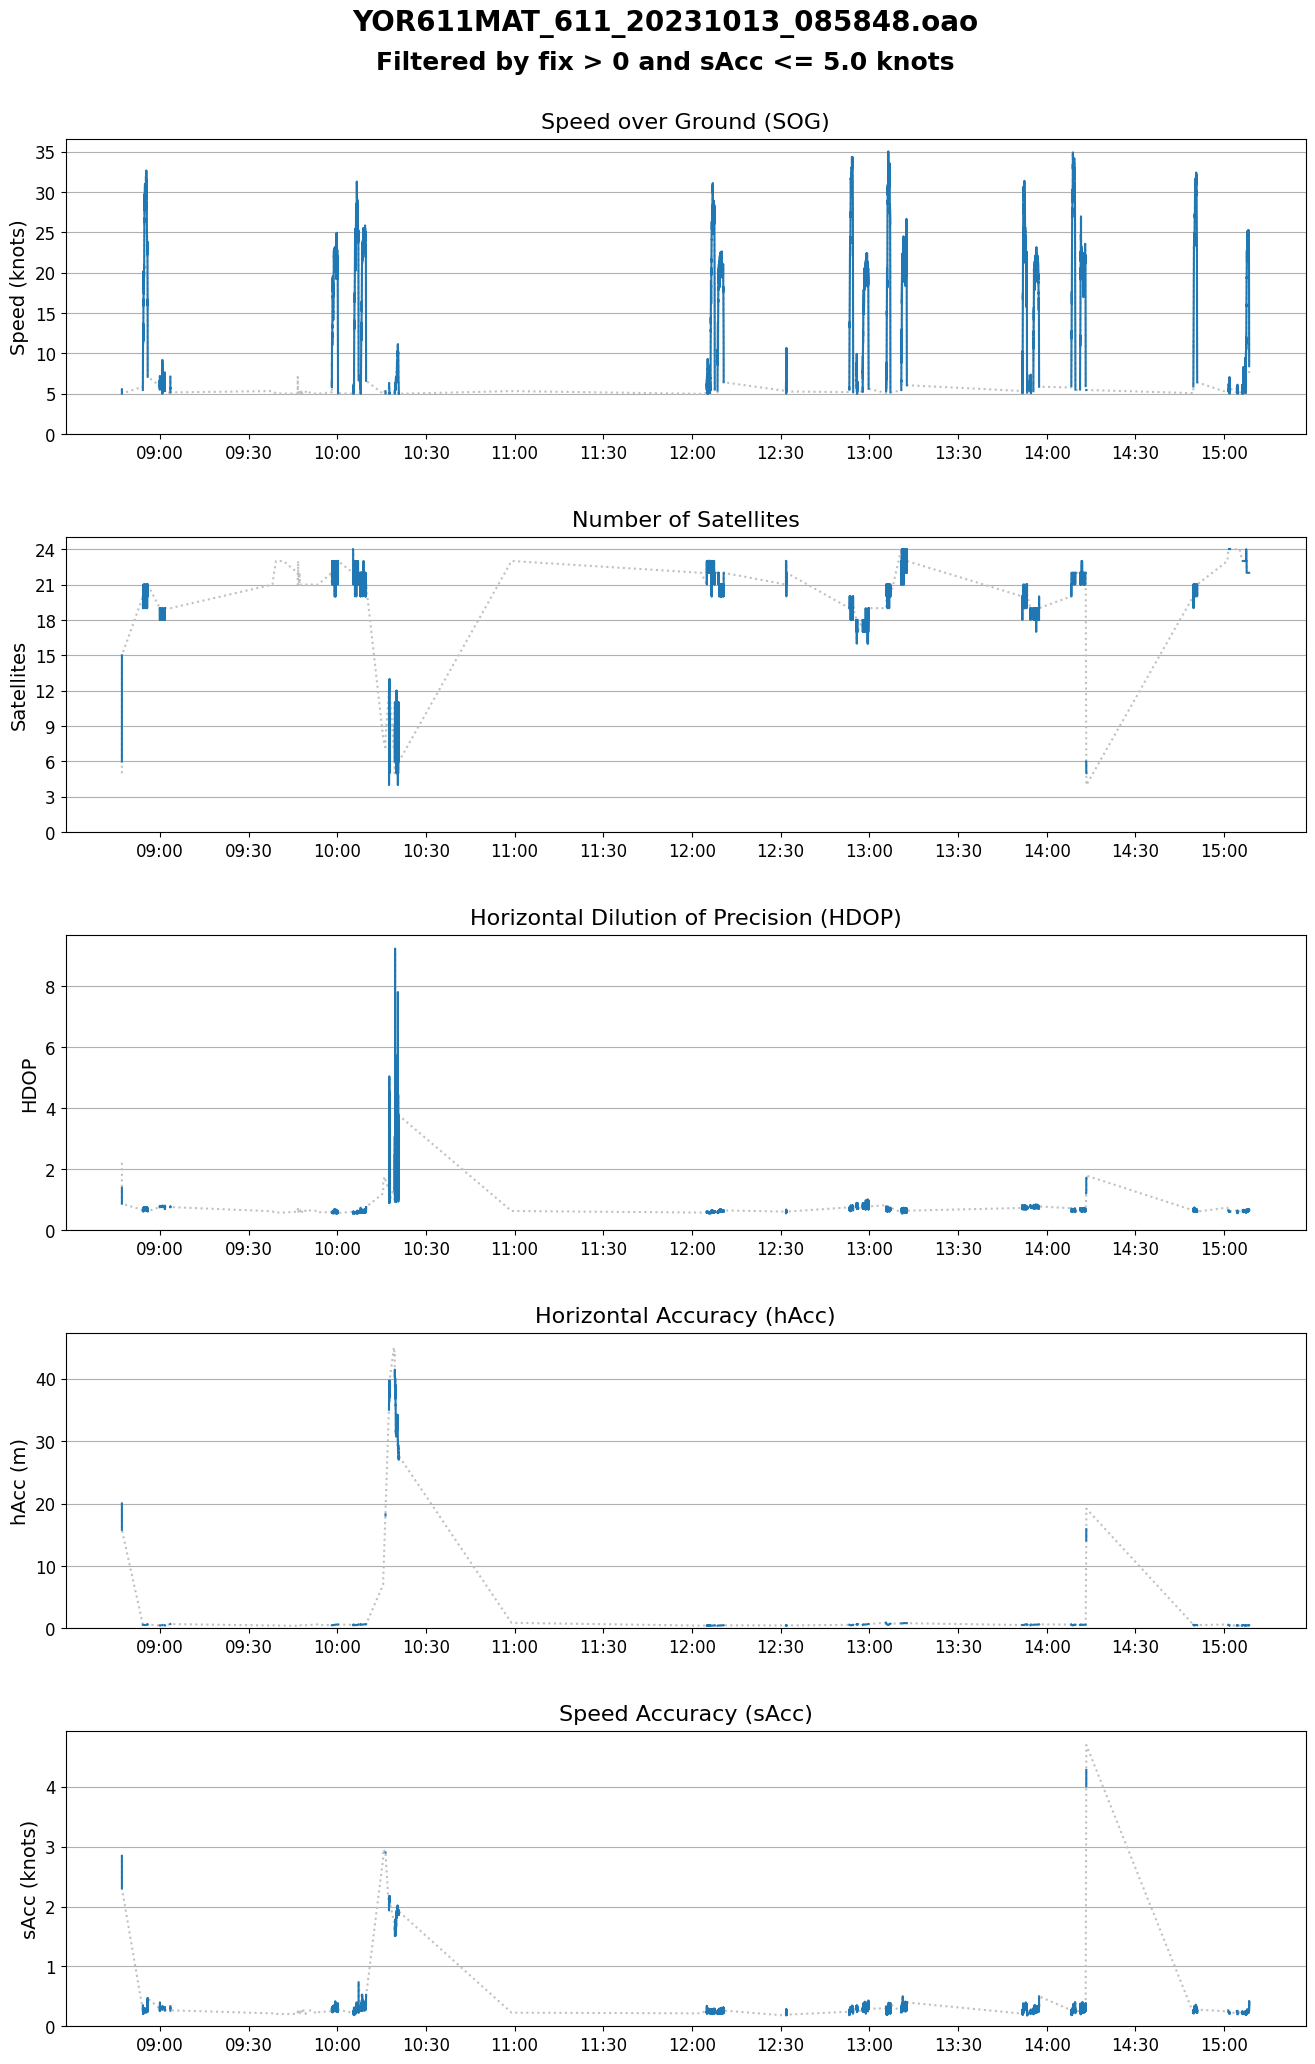 YOR611MAT_611_20231013_085848.oao
Filtered by fix > 0 and sAcc <= 5.0 knots
Speed over Ground (SOG)
Speed (knots)
35
30
25
20
15
10
5
0
09:00 09:30 10:00 10:30 11:00 11:30 12:00 12:30 13:00 13:30 14:00 14:30 15:00
Number of Satellites
Satellites
24
21
18
15
12
9
6
3
0
09:00 09:30 10:00 10:30 11:00 11:30 12:00 12:30 13:00 13:30 14:00 14:30 15:00
Horizontal Dilution of Precision (HDOP)
HDOP
8
6
4
2
0
09:00 09:30 10:00 10:30 11:00 11:30 12:00 12:30 13:00 13:30 14:00 14:30 15:00
Horizontal Accuracy (hAcc)
hAcc (m)
40
30
20
10
0
09:00 09:30 10:00 10:30 11:00 11:30 12:00 12:30 13:00 13:30 14:00 14:30 15:00
Speed Accuracy (sAcc)
sAcc (knots)
4
3
2
1
0
09:00 09:30 10:00 10:30 11:00 11:30 12:00 12:30 13:00 13:30 14:00 14:30 15:00